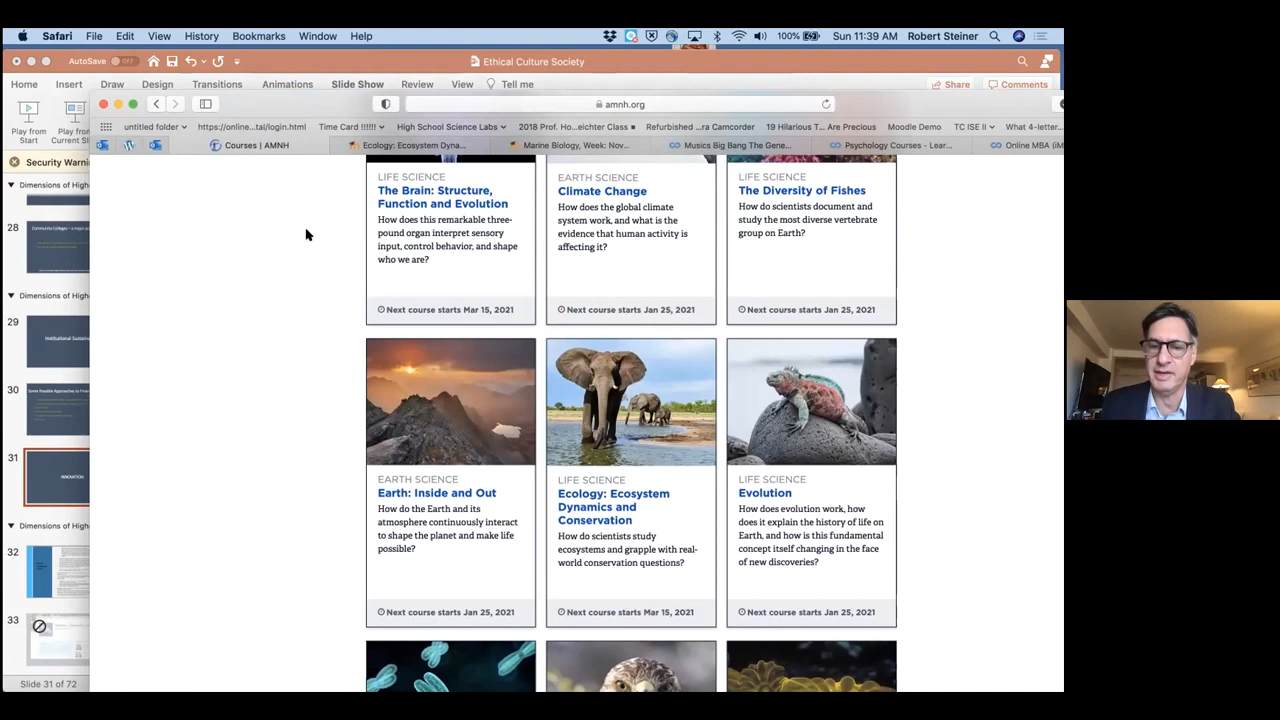 Safari File Edit View History Bookmarks Window Help 100% Sun 11:39 AM Robert Steiner
AutoSave OFF Ethical Culture Society
Home Insert Draw Design Transitions Animations Slide Show Review View Tell me Share Comments
amnh.org
Play from Start
Play from Current Sl
untitled folder https://online...tal/login.html Time Card !!!!!! High School Science Labs 2018 Prof. Ho...eichter Class Refurbished ...ra Camcorder 19 Hilarious T... Are Precious Moodle Demo TC ISE II What 4-letter...
Courses | AMNH Ecology: Ecosystem Dyna... Marine Biology, Week: Nov... Musics Big Bang The Gene... Psychology Courses - Lear... Online MBA (iM
Security Warni
Dimensions of High
28
Dimensions of High
29
Institutional Sustain
30
31
INNOVATION
Dimensions of High
32
33
Slide 31 of 72
LIFE SCIENCE
The Brain: Structure,
Function and Evolution
How does this remarkable three-
pound organ interpret sensory
input, control behavior, and shape
who we are?
Next course starts Mar 15, 2021
EARTH SCIENCE
Climate Change
How does the global climate
system work, and what is the
evidence that human activity is
affecting it?
Next course starts Jan 25, 2021
LIFE SCIENCE
The Diversity of Fishes
How do scientists document and
study the most diverse vertebrate
group on Earth?
Next course starts Jan 25, 2021
EARTH SCIENCE
Earth: Inside and Out
How do the Earth and its
atmosphere continuously interact
to shape the planet and make life
possible?
Next course starts Jan 25, 2021
LIFE SCIENCE
Ecology: Ecosystem
Dynamics and
Conservation
How do scientists study
ecosystems and grapple with real-
world conservation questions?
Next course starts Mar 15, 2021
LIFE SCIENCE
Evolution
How does evolution work, how
does it explain the history of life on
Earth, and how is this fundamental
concept itself changing in the face
of new discoveries?
Next course starts Jan 25, 2021